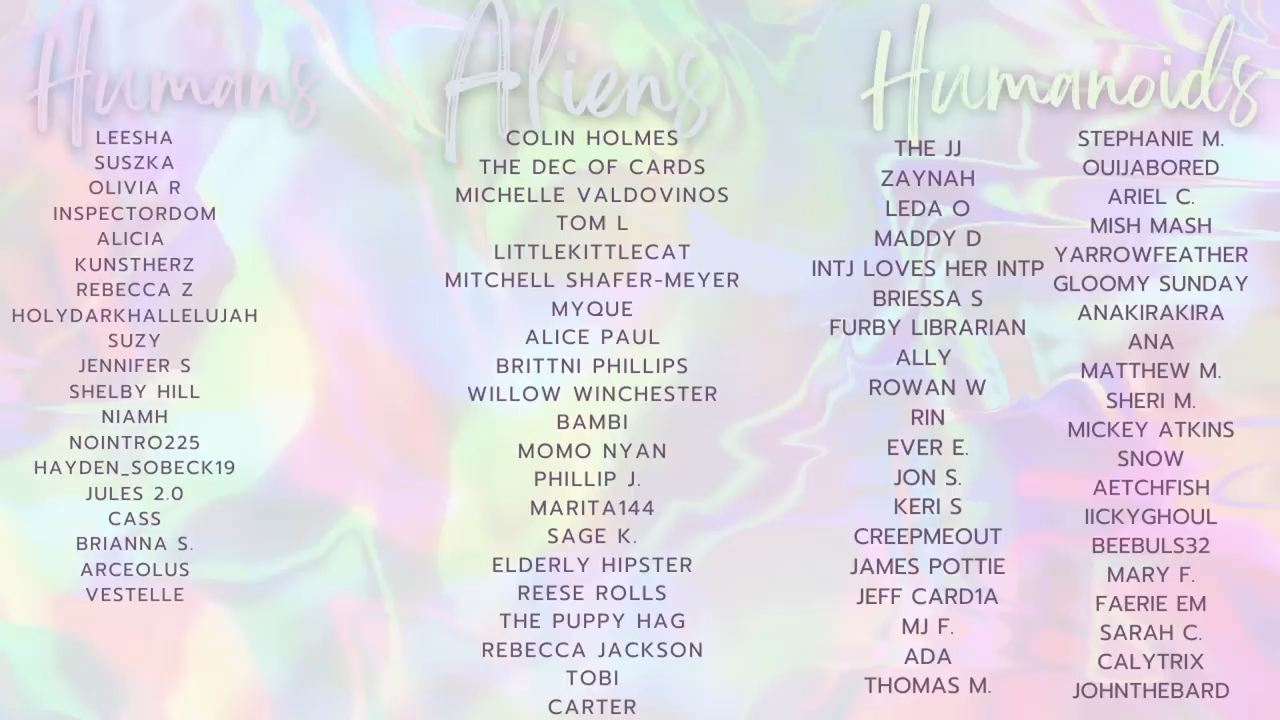 Humans
LEESHA
SUSZKA
OLIVIA R
INSPECTORDOM
ALICIA
KUNSTHERZ
REBECCA Z
HOLYDARKHALLELUJAH
SUZY
JENNIFER S
SHELBY HILL
NIAMH
NOINTRO225
HAYDEN_SOBECK19
JULES 2.0
CASS
BRIANNA S.
ARCEOLUS
VESTELLE
Aliens
COLIN HOLMES
THE DEC OF CARDS
MICHELLE VALDOVINOS
TOM L
LITTLEKITTLECAT
MITCHELL SHAFER-MEYER
MYQUE
ALICE PAUL
BRITTNI PHILLIPS
WILLOW WINCHESTER
BAMBI
MOMO NYAN
PHILLIP J.
MARITA144
SAGE K.
ELDERLY HIPSTER
REESE ROLLS
THE PUPPY HAG
REBECCA JACKSON
TOBI
CARTER
Humanoids
THE JJ
ZAYNAH
LEDA O
MADDY D
INTJ LOVES HER INTP
BRIESSA S
FURBY LIBRARIAN
ALLY
ROWAN W
RIN
EVER E.
JON S.
KERI S
CREEPMEOUT
JAMES POTTIE
JEFF CARD1A
MJ F.
ADA
THOMAS M.
STEPHANIE M.
OUIJABORED
ARIEL C.
MISH MASH
YARROWFEATHER
GLOOMY SUNDAY
ANAKIRAKIRA
ANA
MATTHEW M.
SHERI M.
MICKEY ATKINS
SNOW
AETCHFISH
IICKYGHOUL
BEEBULS32
MARY F.
FAERIE EM
SARAH C.
CALYTRIX
JOHNTHEBARD